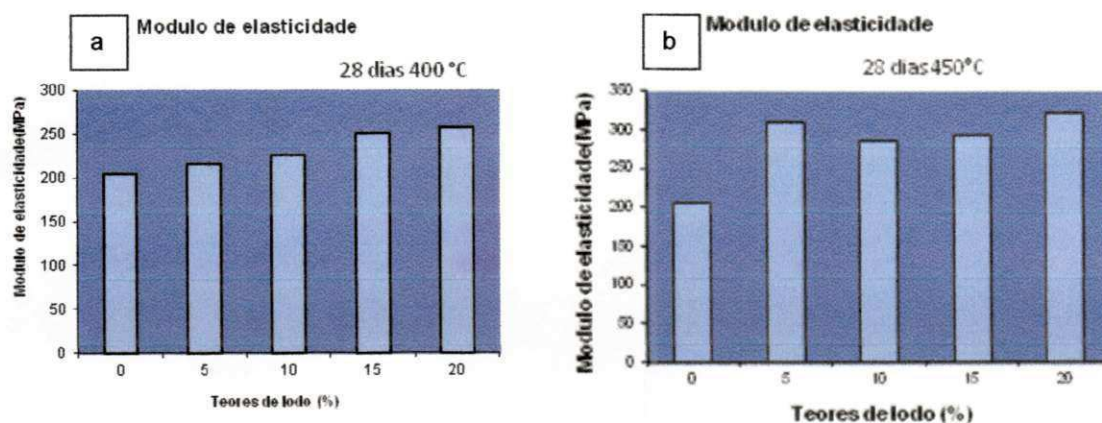 a
Modulo de elasticidade
28 dias 400 °C
Modulo de elasticidade(MPa)
300
250
200
150
100
50
0
0 5 10 15 20
Teores de lodo (%)
b
Modulo de elasticidade
28 dias 450°C
Modulo de elasticidade(MPa)
350
300
250
200
150
100
50
0
0 5 10 15 20
Teores de lodo (%)